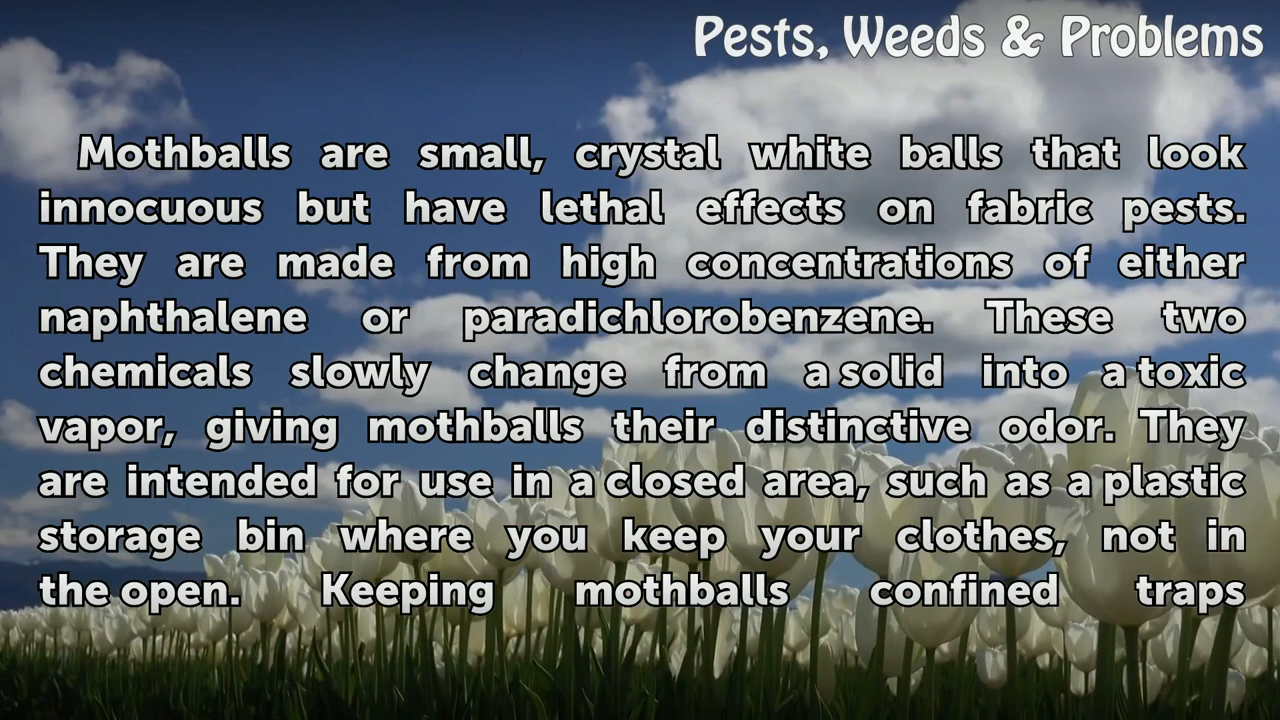 Pests, Weeds & Problems
Mothballs are small, crystal white balls that look
innocuous but have lethal effects on fabric pests.
They are made from high concentrations of either
naphthalene or paradichlorobenzene. These two
chemicals slowly change from a solid into a toxic
vapor, giving mothballs their distinctive odor. They
are intended for use in a closed area, such as a plastic
storage bin where you keep your clothes, not in
the open. Keeping mothballs confined traps